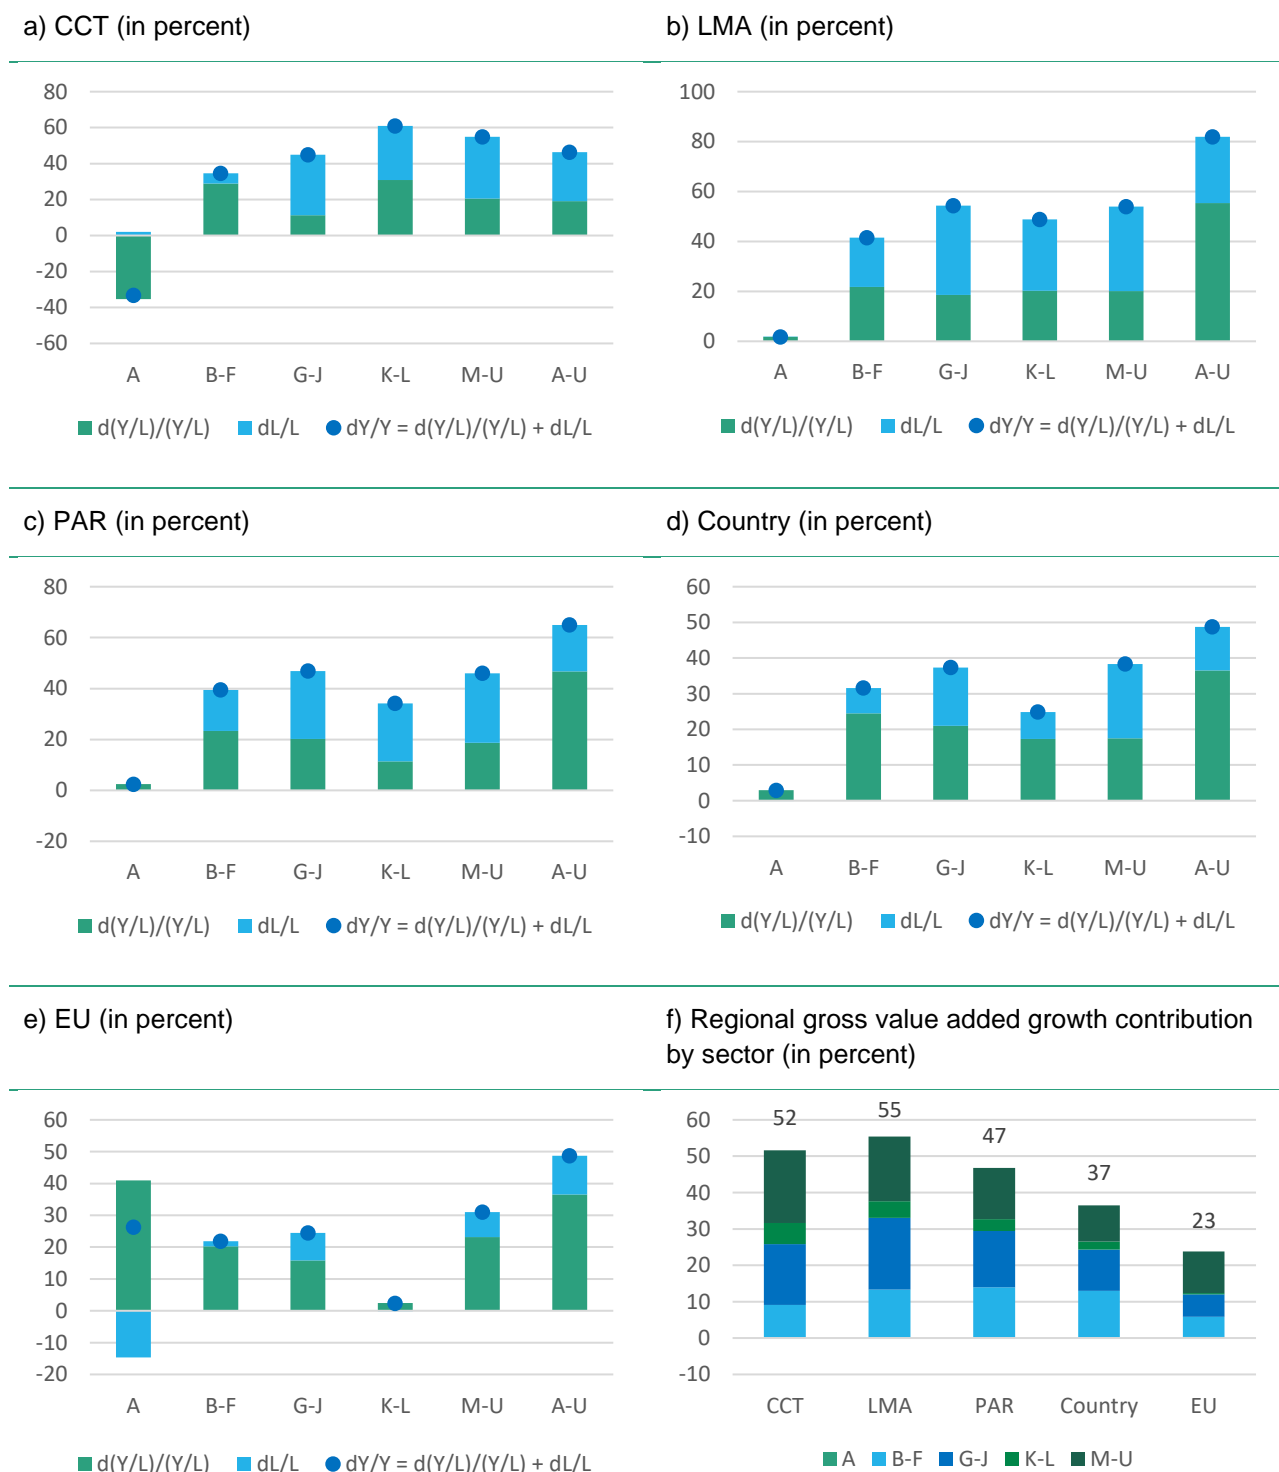 a) CCT (in percent)
80
60
40
20
0
-20
-40
-60
A B-F G-J K-L M-U A-U
d(Y/L)/(Y/L) dL/L dY/Y = d(Y/L)/(Y/L) + dL/L
b) LMA (in percent)
100
80
60
40
20
0
A B-F G-J K-L M-U A-U
d(Y/L)/(Y/L) dL/L dY/Y = d(Y/L)/(Y/L) + dL/L
c) PAR (in percent)
80
60
40
20
0
-20
A B-F G-J K-L M-U A-U
d(Y/L)/(Y/L) dL/L dY/Y = d(Y/L)/(Y/L) + dL/L
d) Country (in percent)
60
50
40
30
20
10
0
-10
A B-F G-J K-L M-U A-U
d(Y/L)/(Y/L) dL/L dY/Y = d(Y/L)/(Y/L) + dL/L
e) EU (in percent)
60
50
40
30
20
10
0
-10
-20
A B-F G-J K-L M-U A-U
d(Y/L)/(Y/L) dL/L dY/Y = d(Y/L)/(Y/L) + dL/L
f) Regional gross value added growth contribution
by sector (in percent)
60
50
40
30
20
10
0
-10
52 55 47 37 23
CCT LMA PAR Country EU
A B-F G-J K-L M-U